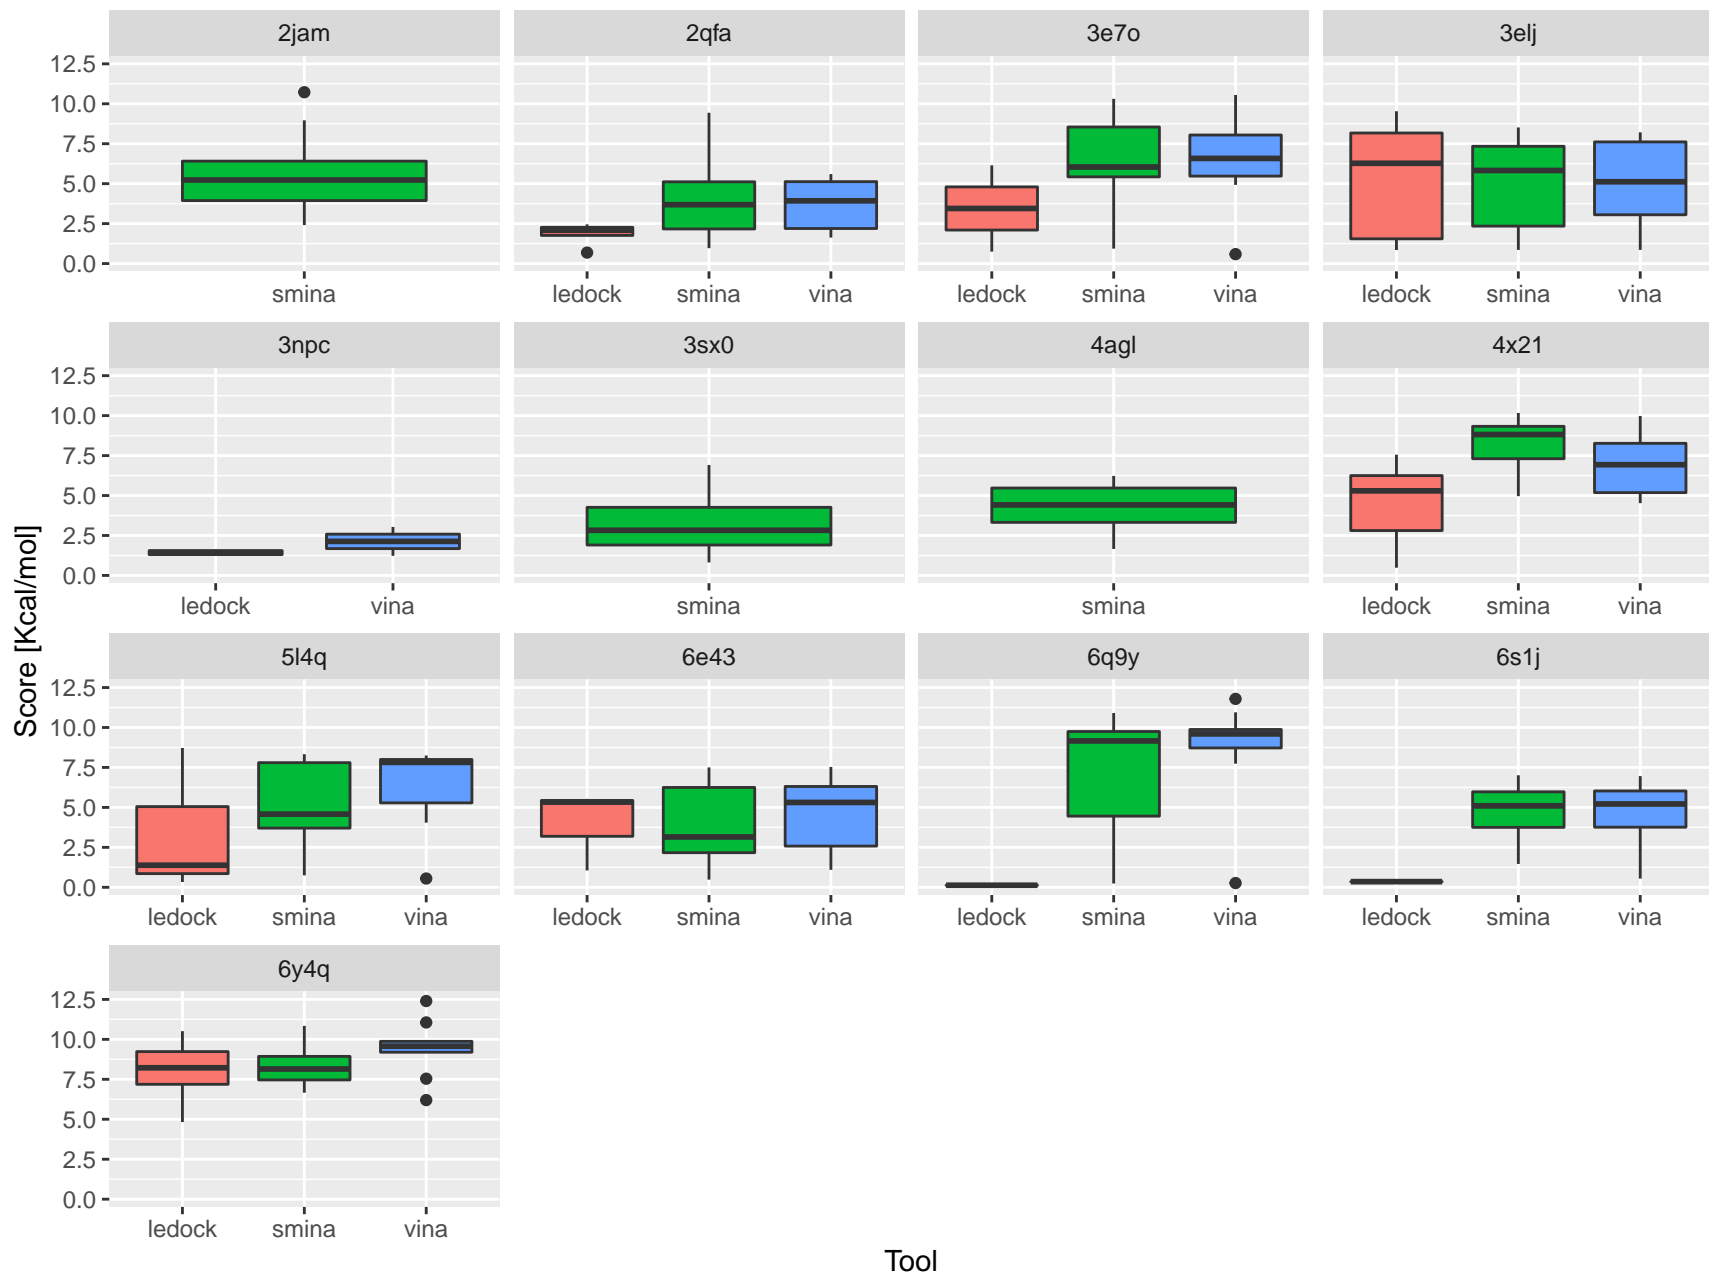 2jam 2qfa 3e7o 3elj
12.5
10.0
7.5
5.0
2.5
0.0
smina ledock smina vina ledock smina vina ledock smina vina
3npc 3sx0 4agl 4x21
12.5
10.0
7.5
5.0
2.5
0.0
ledock vina smina smina ledock smina vina
Score [Kcal/mol]
5l4q 6e43 6q9y 6s1j
12.5
10.0
7.5
5.0
2.5
0.0
ledock smina vina ledock smina vina ledock smina vina ledock smina vina
6y4q
12.5
10.0
7.5
5.0
2.5
0.0
ledock smina vina
Tool